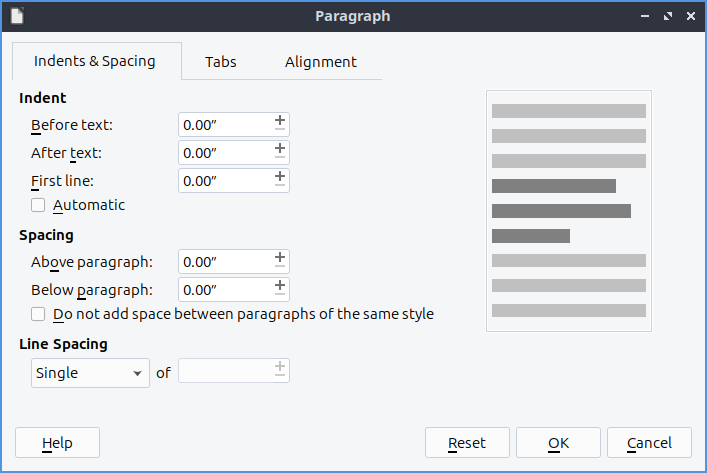 Paragraph
Indents & Spacing Tabs Alignment
Indent
Before text: 0.00″
After text: 0.00″
First line: 0.00″
Automatic
Spacing
Above paragraph: 0.00″
Below paragraph: 0.00″
Do not add space between paragraphs of the same style
Line Spacing
Single of
Help Reset OK Cancel